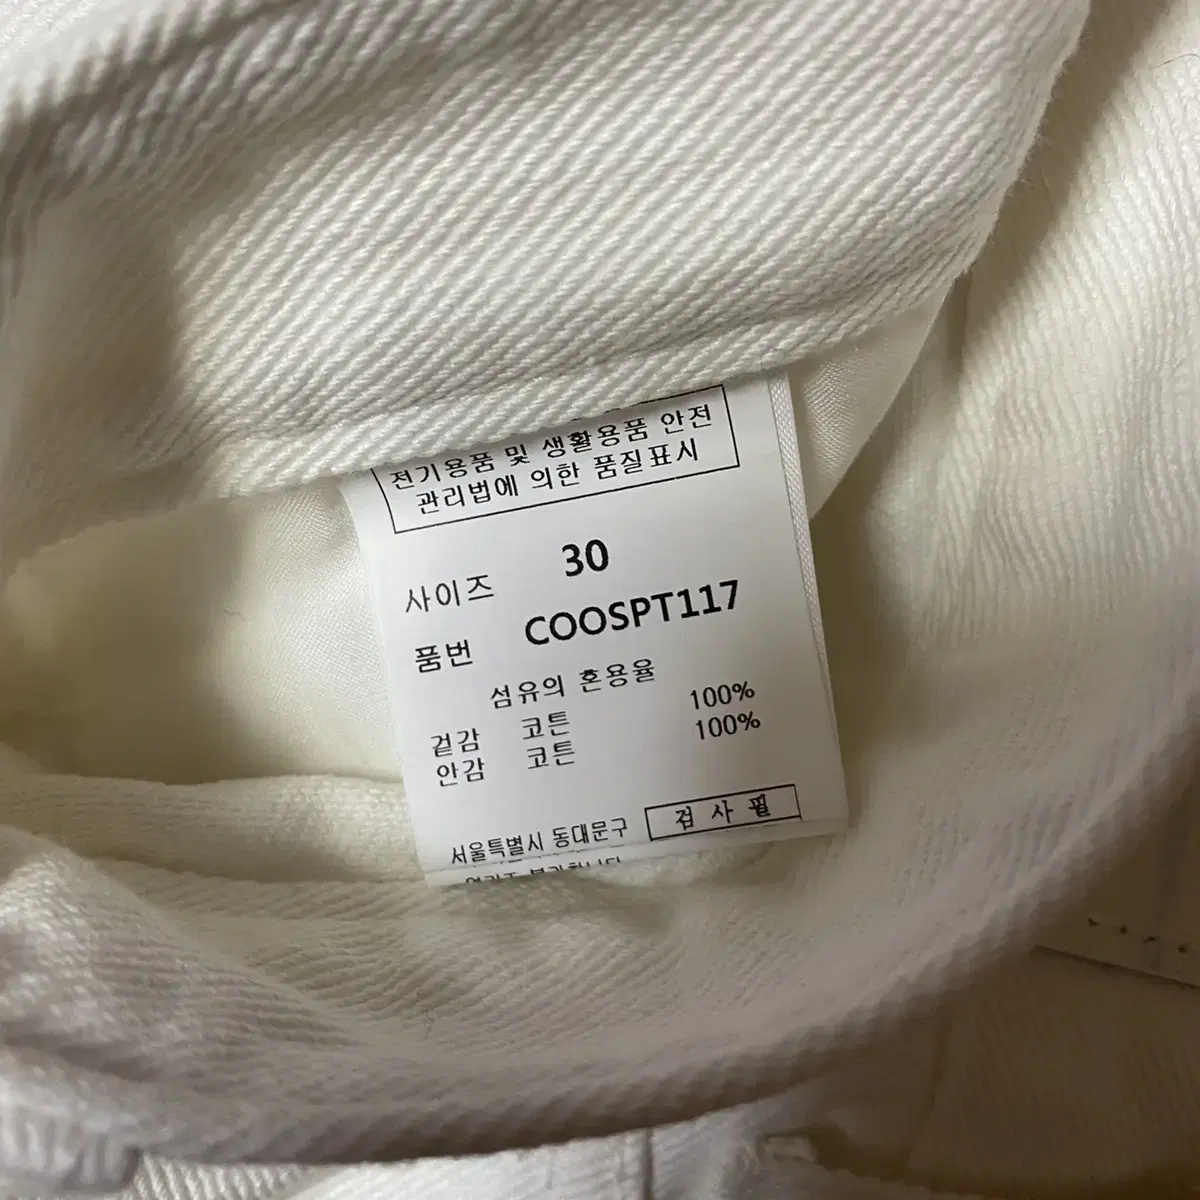 전기용품 및 생활용품 안전
관리법에 의한 품질표시
사이즈 30
품번 COOSPT117
섬유의 혼용율
겉감 코튼 100%
안감 코튼 100%
서울특별시 동대문구 검 사 필